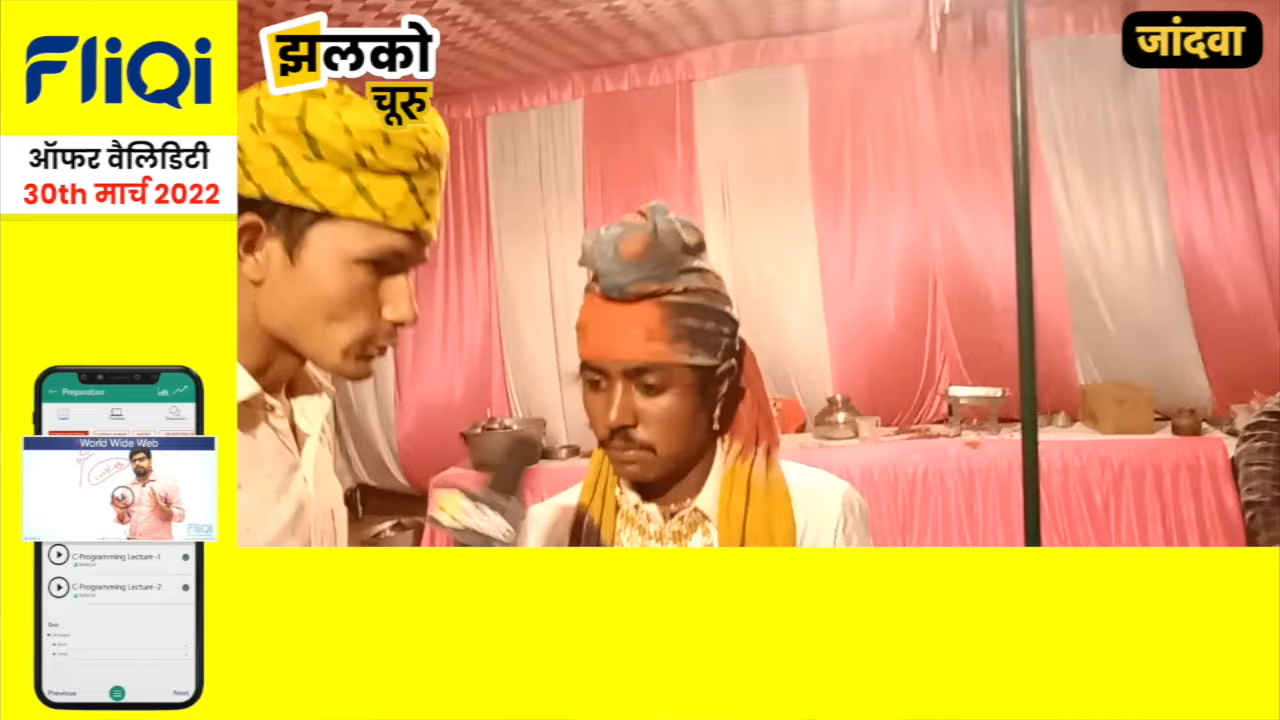 FliQi
ऑफर वैलिडिटी
30th मार्च 2022
झलको
चूरु
जांदवा
Preparation
World Wide Web
FliQi
C-Programming Lecture -1
C-Programming Lecture -2
Quiz
Previous
Next